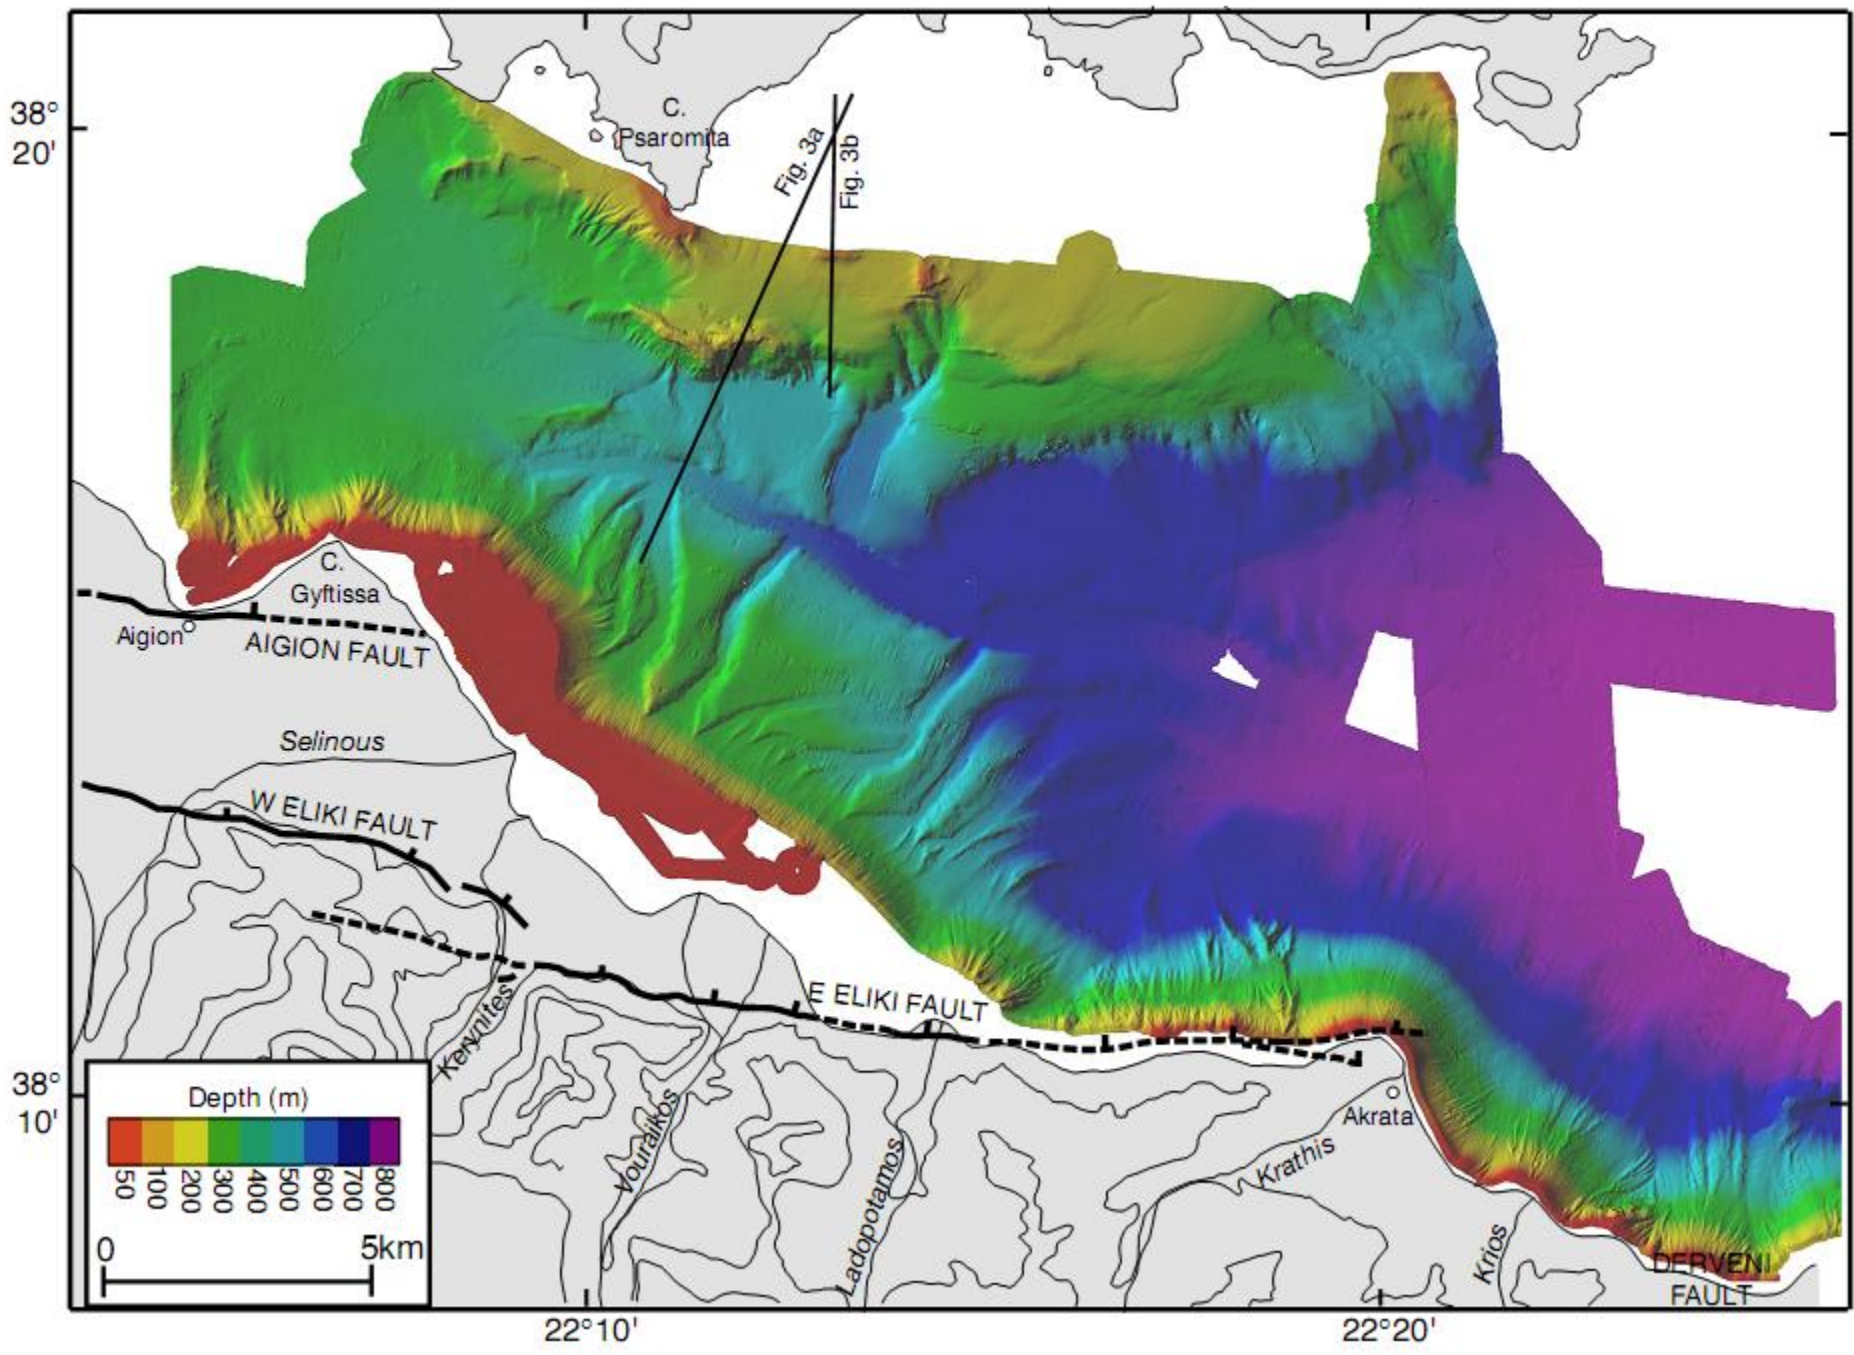 38°
20'
C.
Psaromita
Fig. 3a
Fig. 3b
C.
Gyftissa
Aigion
AIGION FAULT
Selinous
W ELIKI FAULT
E ELIKI FAULT
Kerynites
Vouraikos
Ladopotamos
Akrata
Krathis
Krios
DERVENI
FAULT
38°
10'
Depth (m)
50
100
200
300
400
500
600
700
800
0
5km
22°10'
22°20'